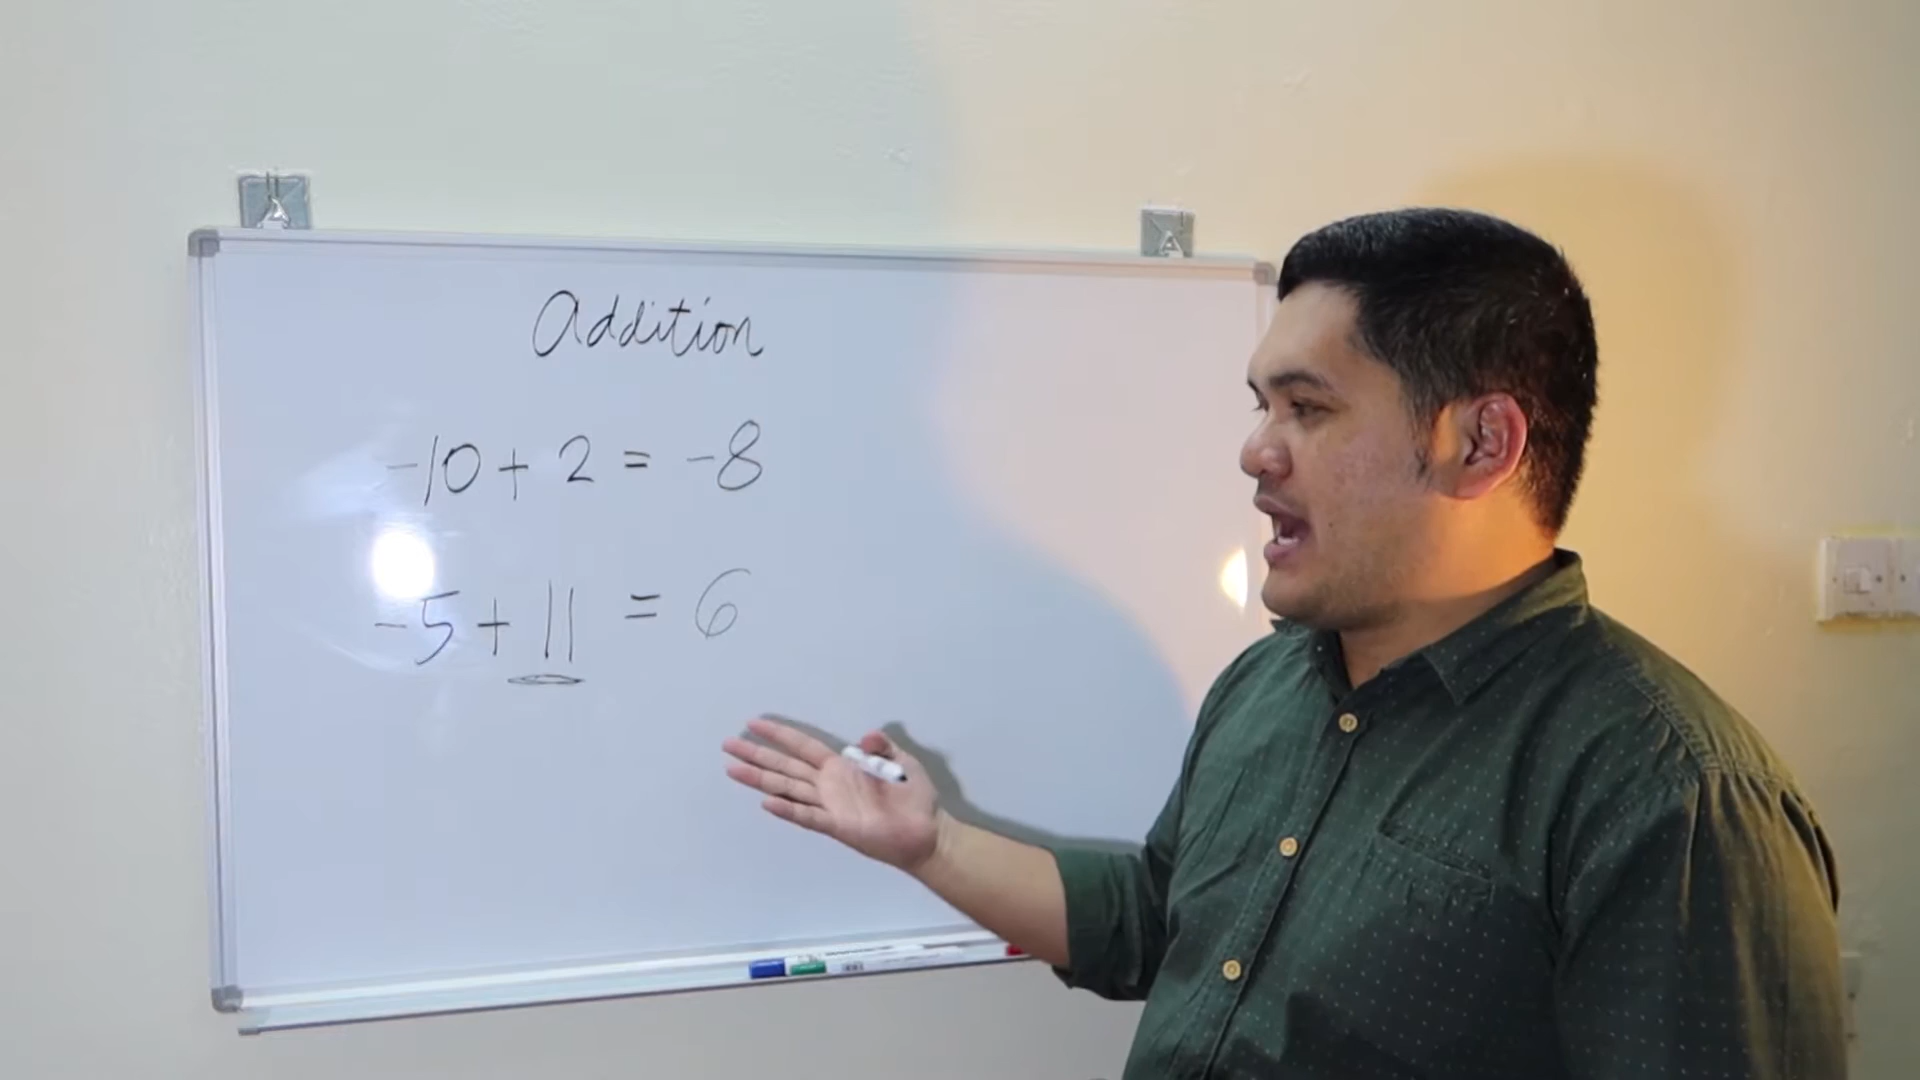 Addition
-10 + 2 = -8
-5 + 11 = 6